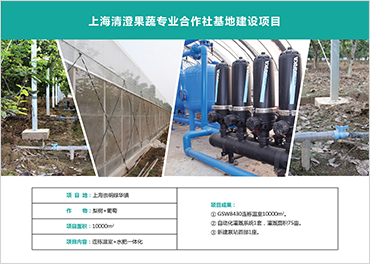 上海清澄果蔬专业合作社基地建设项目
项 目 地：上海崇明绿华镇
作 物：梨树+葡萄
项目面积：10000m²
项目内容：连栋温室+水肥一体化
项目成果：
① GSW8430连栋温室10000m²。
② 自动化灌溉系统1套，灌溉面积75亩。
③ 新建泵站首部1座。